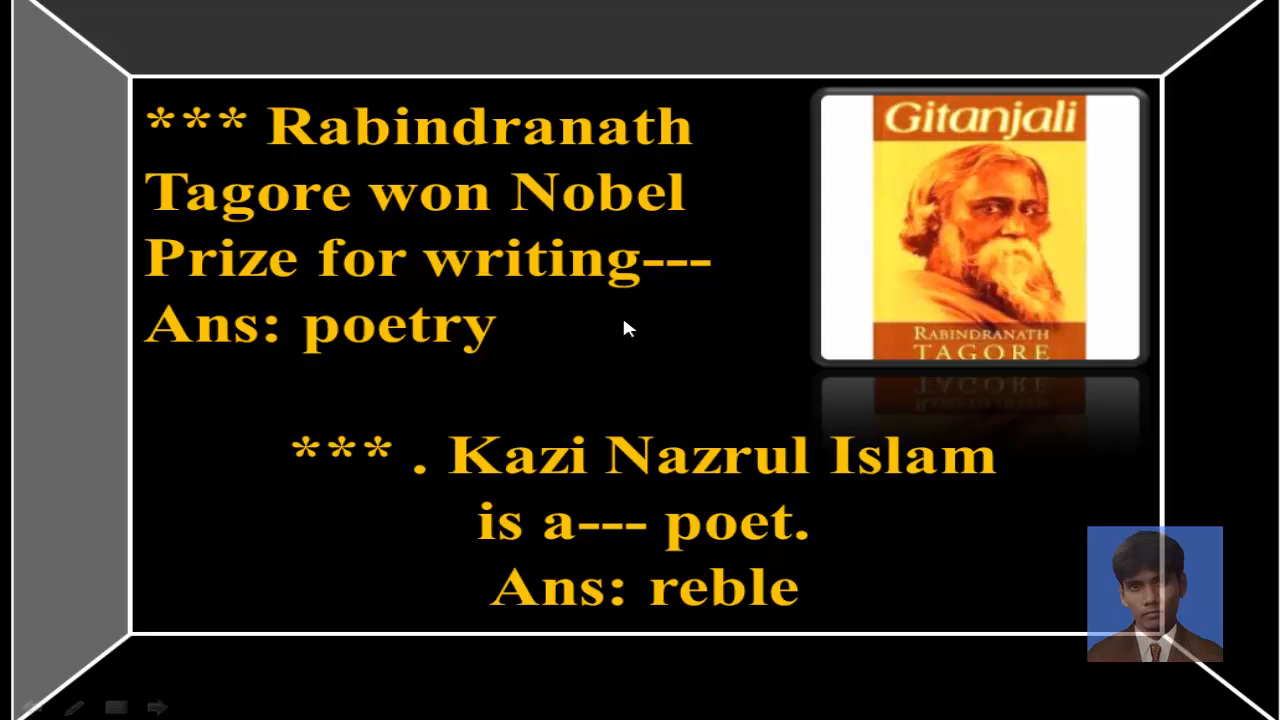 *** Rabindranath
Tagore won Nobel
Prize for writing---
Ans: poetry
Gitanjali
RABINDRANATH
TAGORE
*** . Kazi Nazrul Islam
is a--- poet.
Ans: reble